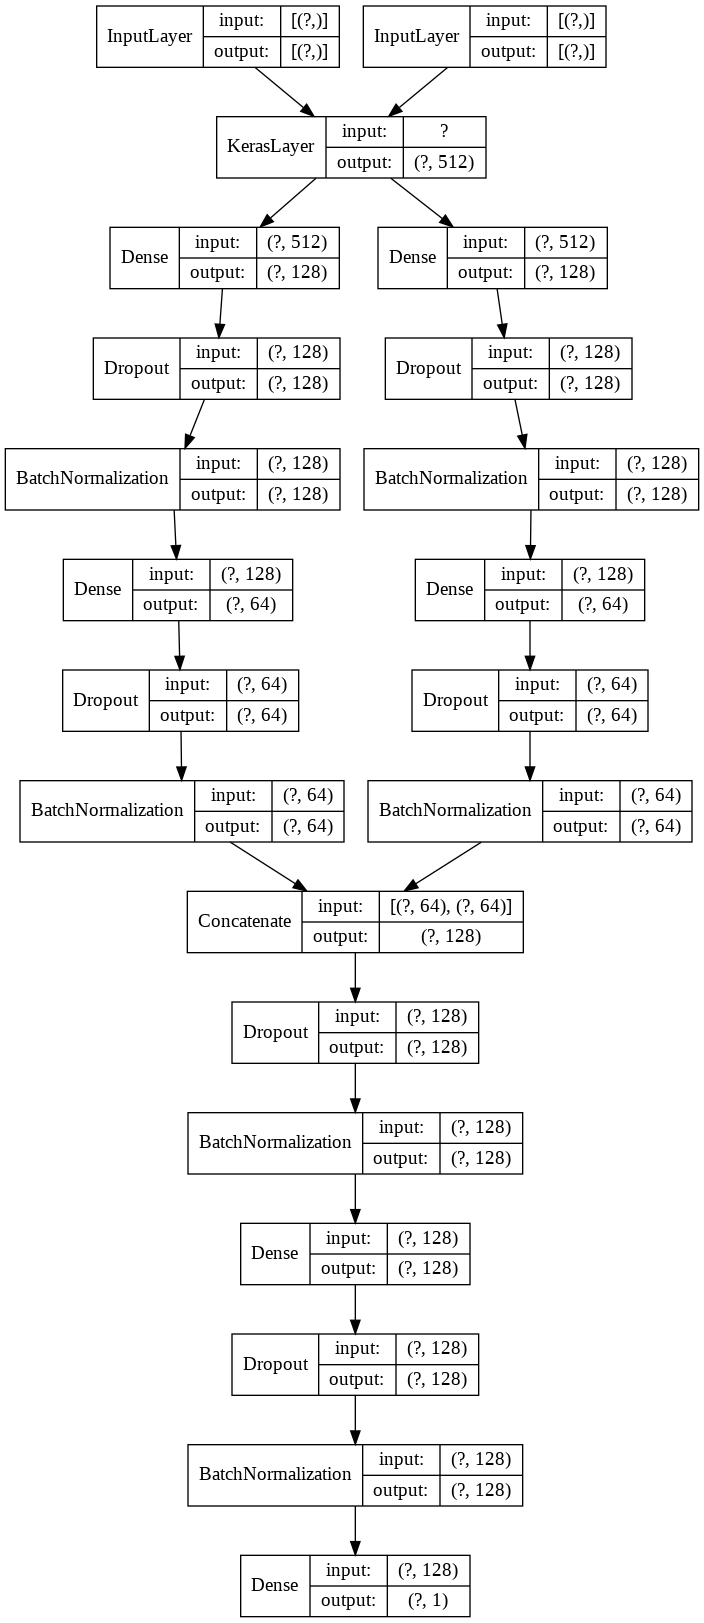 InputLayer input: [(?,)]
output: [(?,)]
InputLayer input: [(?,)]
output: [(?,)]
KerasLayer input: ?
output: (?, 512)
Dense input: (?, 512)
output: (?, 128)
Dense input: (?, 512)
output: (?, 128)
Dropout input: (?, 128)
output: (?, 128)
Dropout input: (?, 128)
output: (?, 128)
BatchNormalization input: (?, 128)
output: (?, 128)
BatchNormalization input: (?, 128)
output: (?, 128)
Dense input: (?, 128)
output: (?, 64)
Dense input: (?, 128)
output: (?, 64)
Dropout input: (?, 64)
output: (?, 64)
Dropout input: (?, 64)
output: (?, 64)
BatchNormalization input: (?, 64)
output: (?, 64)
BatchNormalization input: (?, 64)
output: (?, 64)
Concatenate input: [(?, 64), (?, 64)]
output: (?, 128)
Dropout input: (?, 128)
output: (?, 128)
BatchNormalization input: (?, 128)
output: (?, 128)
Dense input: (?, 128)
output: (?, 128)
Dropout input: (?, 128)
output: (?, 128)
BatchNormalization input: (?, 128)
output: (?, 128)
Dense input: (?, 128)
output: (?, 1)